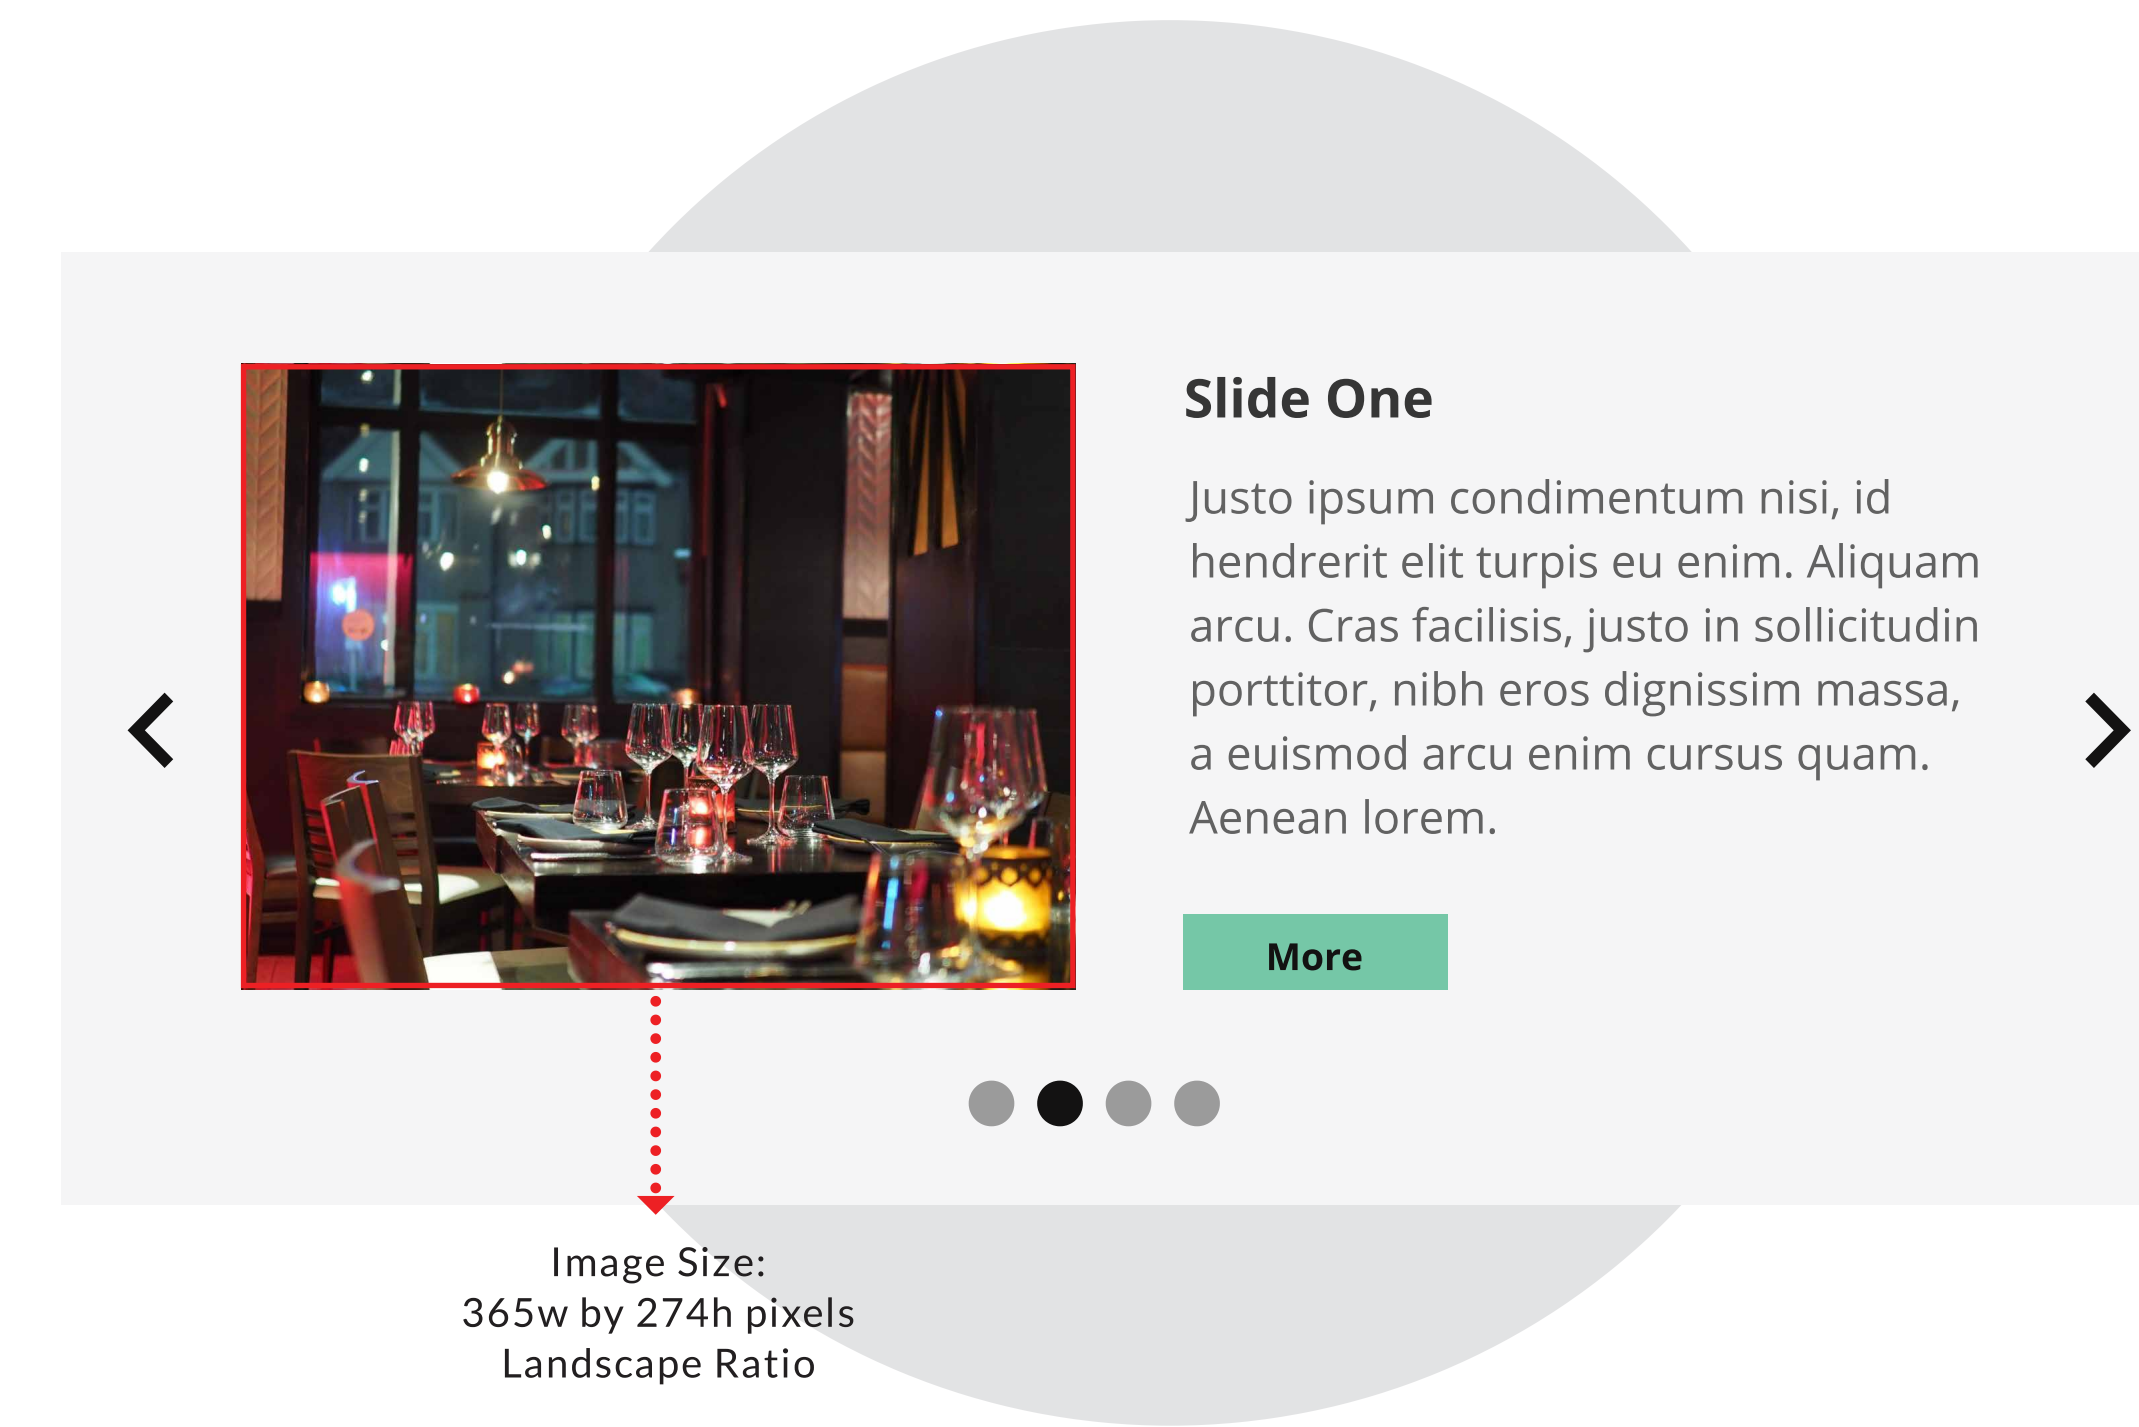 Slide One
Justo ipsum condimentum nisi, id
hendrerit elit turpis eu enim. Aliquam
arcu. Cras facilisis, justo in sollicitudin
porttitor, nibh eros dignissim massa,
a euismod arcu enim cursus quam.
Aenean lorem.
More
Image Size:
365w by 274h pixels
Landscape Ratio